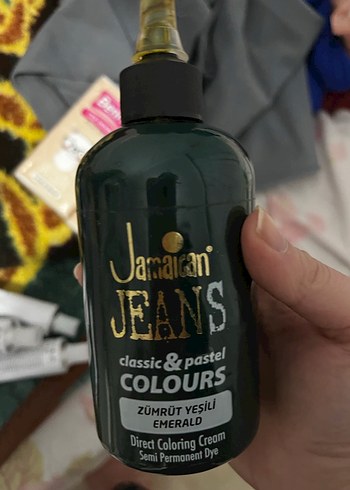 Jamaican
JEANS
classic & pastel
COLOURS
ZÜMRÜT YEŞİLİ
EMERALD
Direct Coloring Cream
Semi Permanent Dye